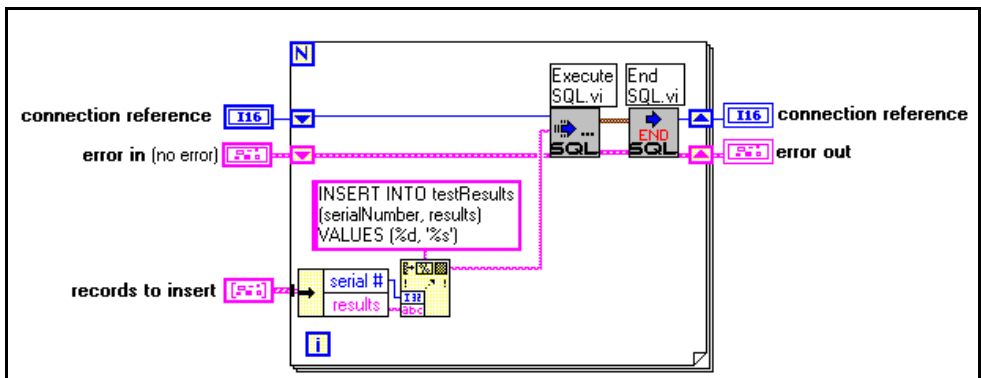 N
Execute
SQL.vi
End
SQL.vi
connection reference
I16
I16
connection reference
...
SQL
END
SQL
error in (no error)
error out
INSERT INTO testResults
(serialNumber, results)
VALUES (%d, '%s')
%
records to insert
serial #
results
I32
abc
i